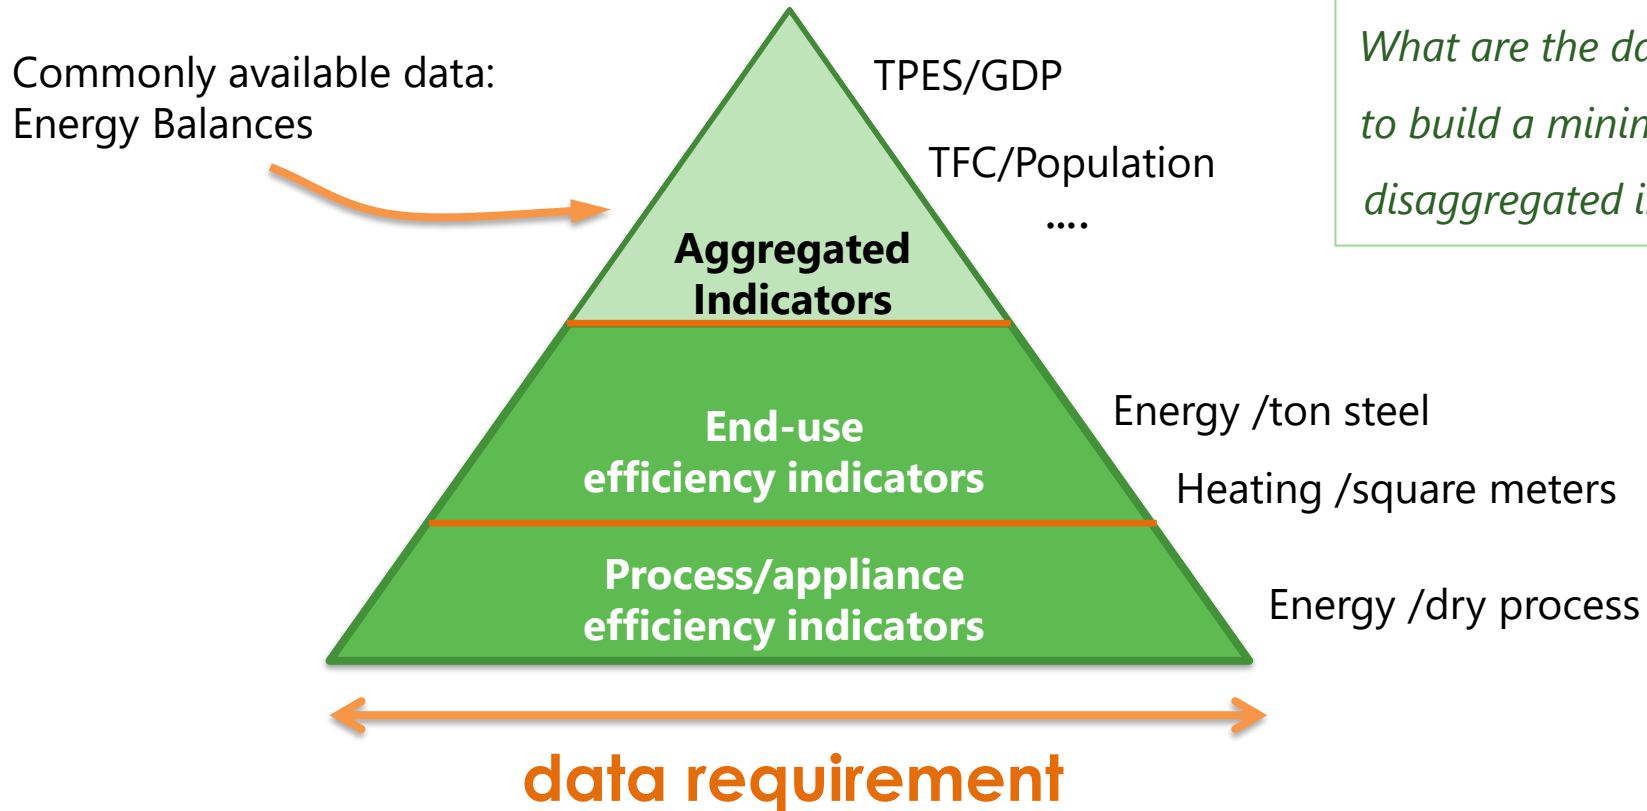 Commonly available data:
Energy Balances
TPES/GDP
TFC/Population
....
What are the da
to build a minin
disaggregated i
Aggregated
Indicators
End-use
efficiency indicators
Energy /ton steel
Heating /square meters
Process/appliance
efficiency indicators
Energy /dry process
data requirement